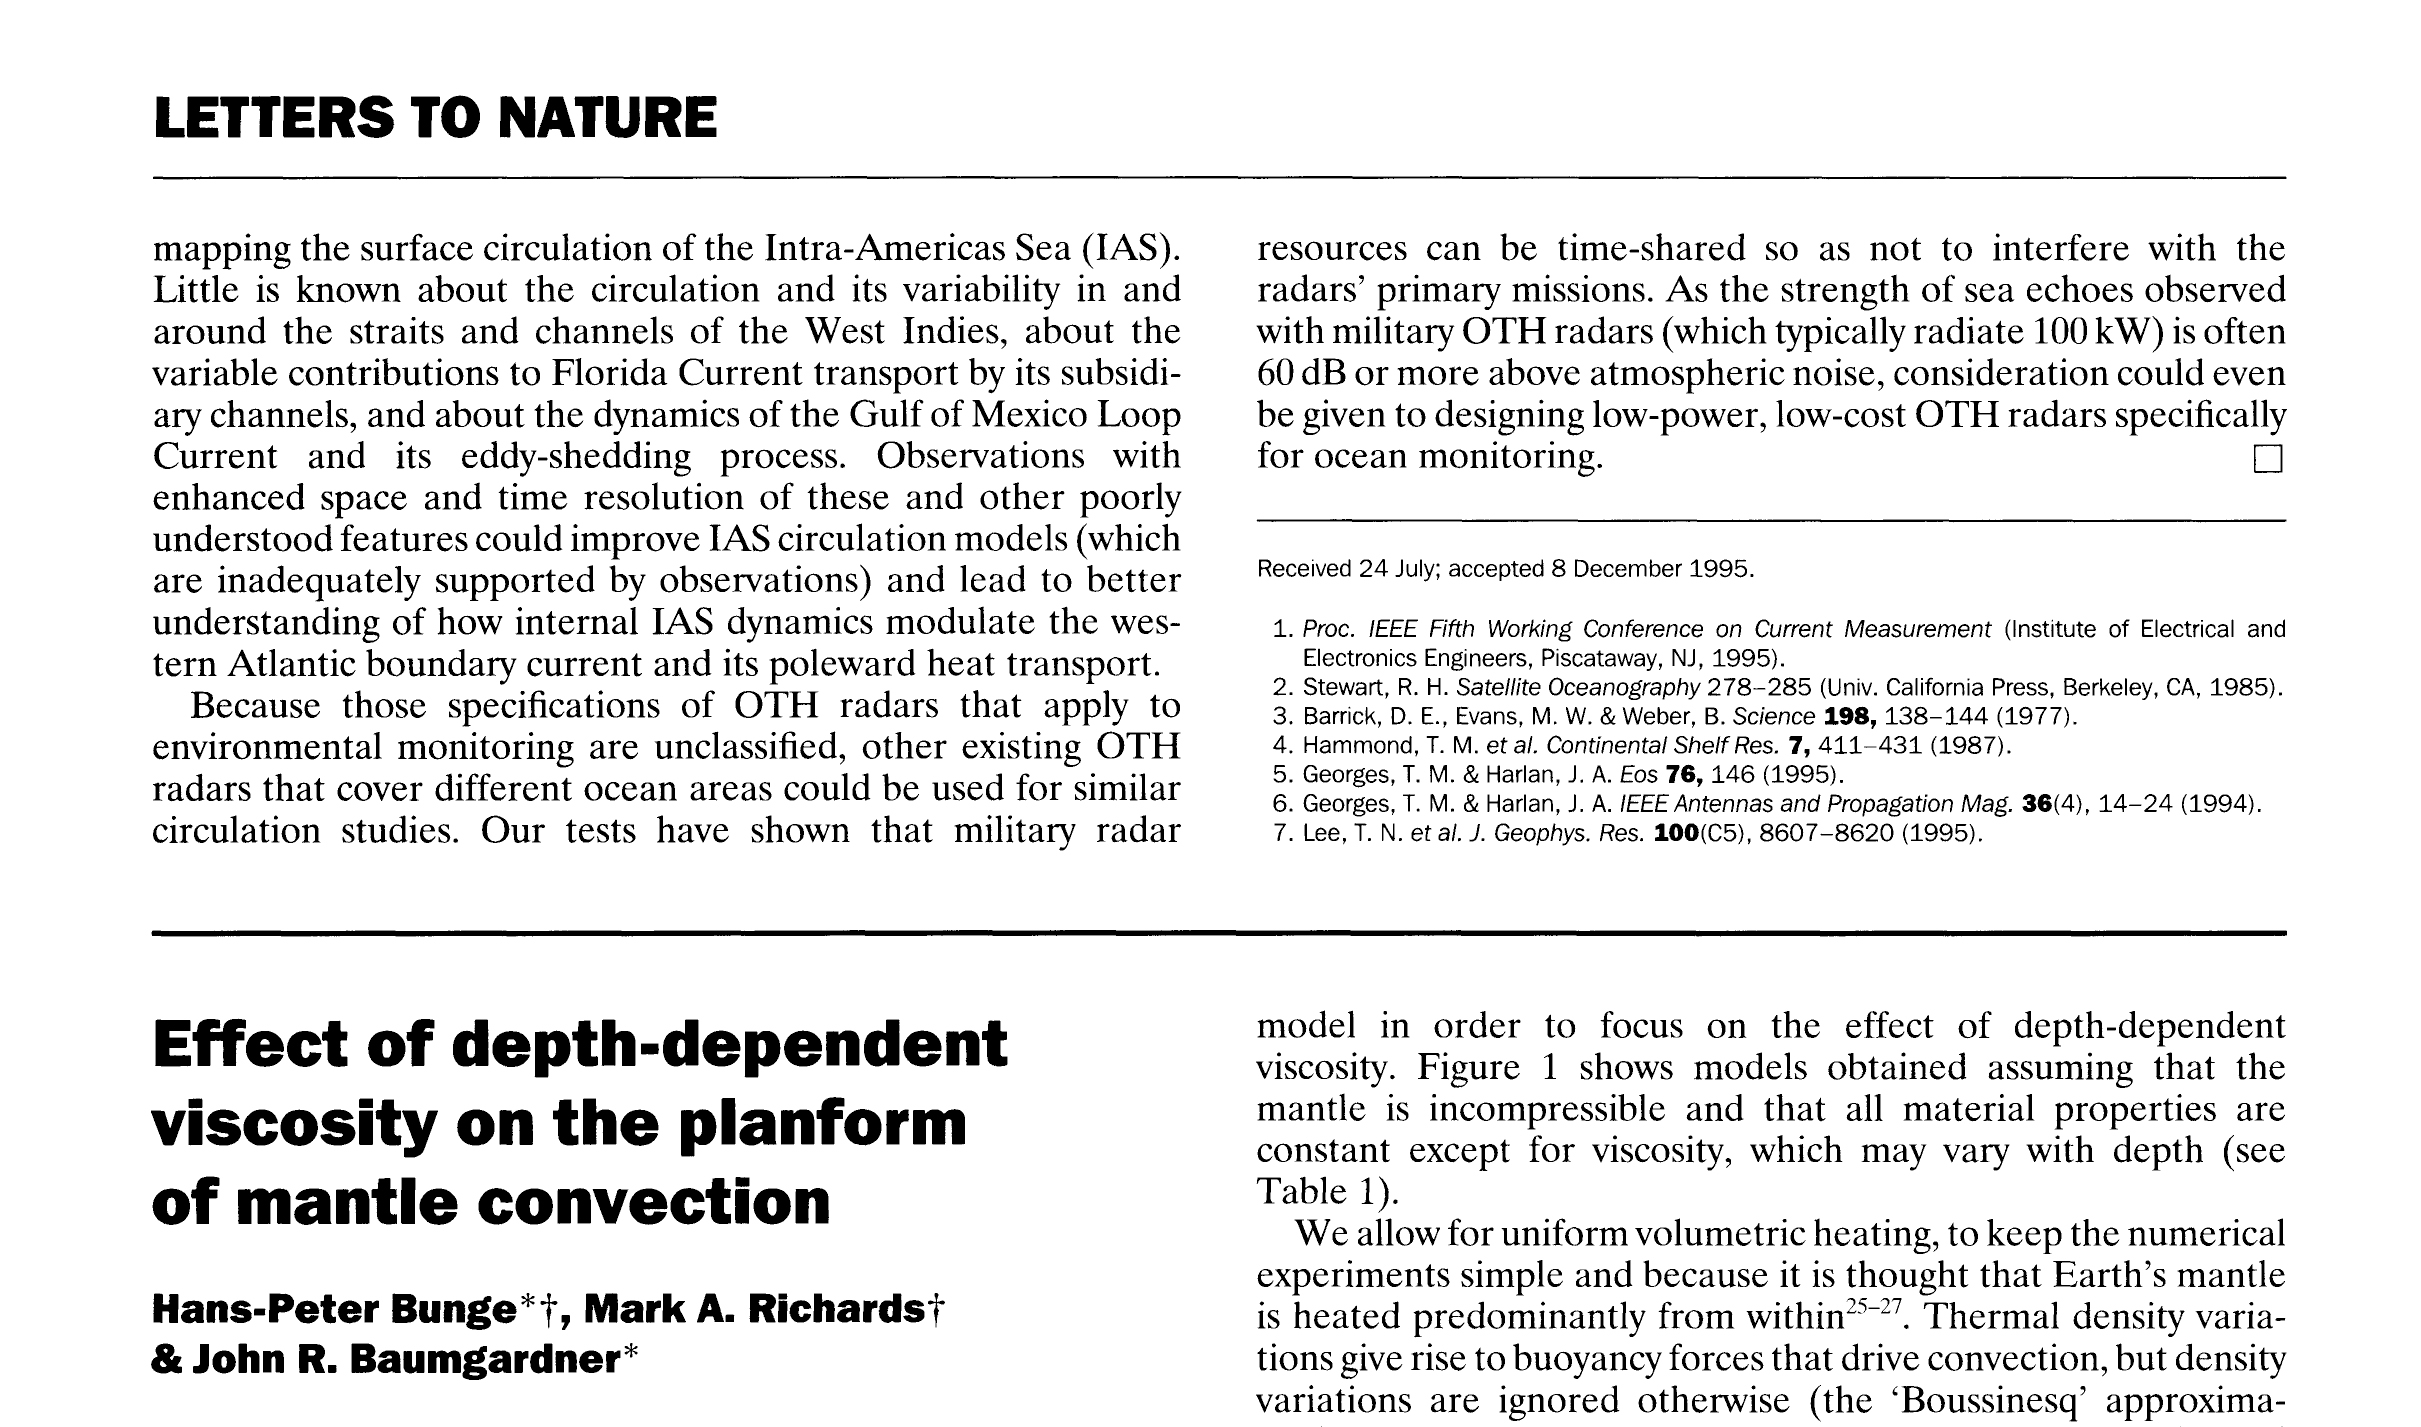 LETTERS TO NATURE
mapping the surface circulation of the Intra-Americas Sea (IAS).
Little is known about the circulation and its variability in and
around the straits and channels of the West Indies, about the
variable contributions to Florida Current transport by its subsidi-
ary channels, and about the dynamics of the Gulf of Mexico Loop
Current and its eddy-shedding process. Observations with
enhanced space and time resolution of these and other poorly
understood features could improve IAS circulation models (which
are inadequately supported by observations) and lead to better
understanding of how internal IAS dynamics modulate the wes-
tern Atlantic boundary current and its poleward heat transport.
Because those specifications of OTH radars that apply to
environmental monitoring are unclassified, other existing OTH
radars that cover different ocean areas could be used for similar
circulation studies. Our tests have shown that military radar
resources can be time-shared so as not to interfere with the
radars' primary missions. As the strength of sea echoes observed
with military OTH radars (which typically radiate 100 kW) is often
60 dB or more above atmospheric noise, consideration could even
be given to designing low-power, low-cost OTH radars specifically
for ocean monitoring. □
Received 24 July; accepted 8 December 1995.
1. Proc. IEEE Fifth Working Conference on Current Measurement (Institute of Electrical and
Electronics Engineers, Piscataway, NJ, 1995).
2. Stewart, R. H. Satellite Oceanography 278–285 (Univ. California Press, Berkeley, CA, 1985).
3. Barrick, D. E., Evans, M. W. & Weber, B. Science 198, 138–144 (1977).
4. Hammond, T. M. et al. Continental Shelf Res. 7, 411–431 (1987).
5. Georges, T. M. & Harlan, J. A. Eos 76, 146 (1995).
6. Georges, T. M. & Harlan, J. A. IEEE Antennas and Propagation Mag. 36(4), 14–24 (1994).
7. Lee, T. N. et al. J. Geophys. Res. 100(C5), 8607–8620 (1995).
Effect of depth-dependent
viscosity on the planform
of mantle convection
Hans-Peter Bunge*†, Mark A. Richards†
& John R. Baumgardner*
model in order to focus on the effect of depth-dependent
viscosity. Figure 1 shows models obtained assuming that the
mantle is incompressible and that all material properties are
constant except for viscosity, which may vary with depth (see
Table 1).
We allow for uniform volumetric heating, to keep the numerical
experiments simple and because it is thought that Earth's mantle
is heated predominantly from within25–27. Thermal density varia-
tions give rise to buoyancy forces that drive convection, but density
variations are ignored otherwise (the 'Boussinesq' approxima-